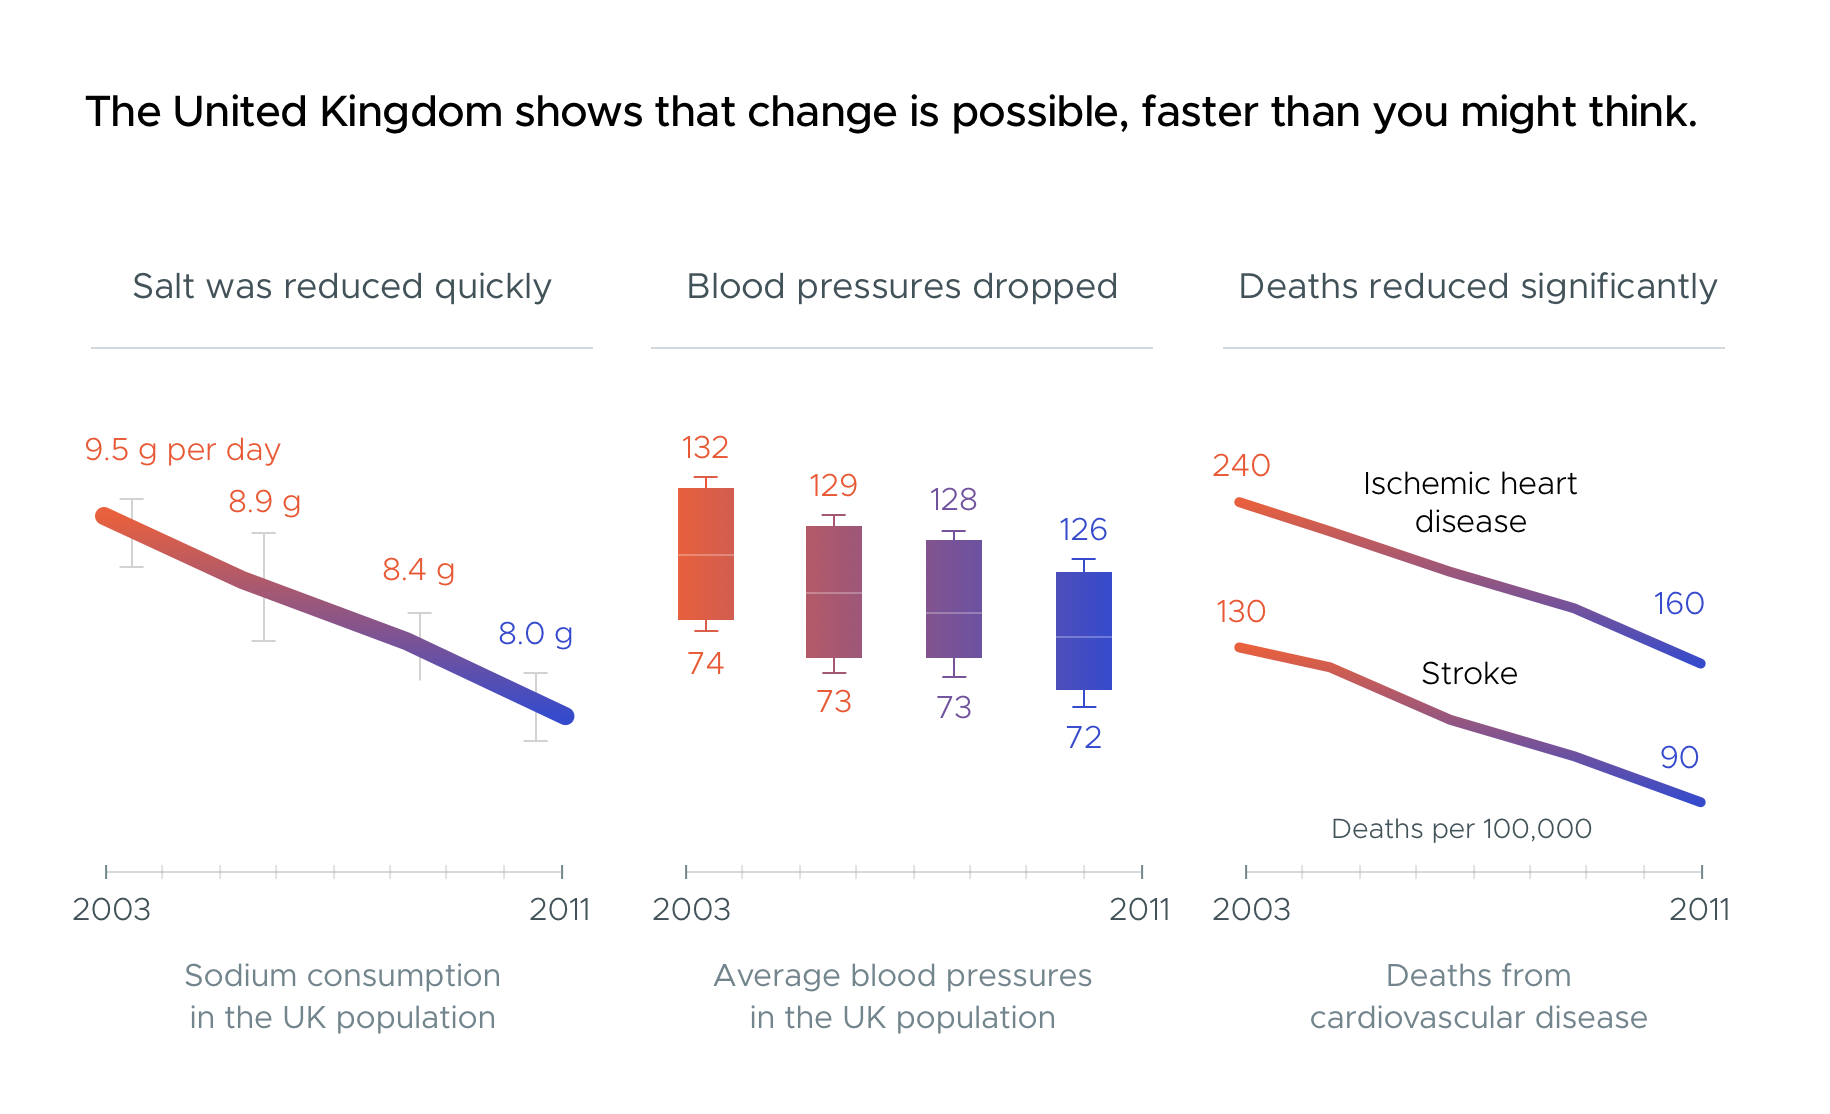 The United Kingdom shows that change is possible, faster than you might think.
Salt was reduced quickly
9.5 g per day
8.9 g
8.4 g
8.0 g
2003
2011
Sodium consumption
in the UK population
Blood pressures dropped
132
74
129
73
128
73
126
72
2003
2011
Average blood pressures
in the UK population
Deaths reduced significantly
240
Ischemic heart
disease
160
130
Stroke
90
Deaths per 100,000
2003
2011
Deaths from
cardiovascular disease